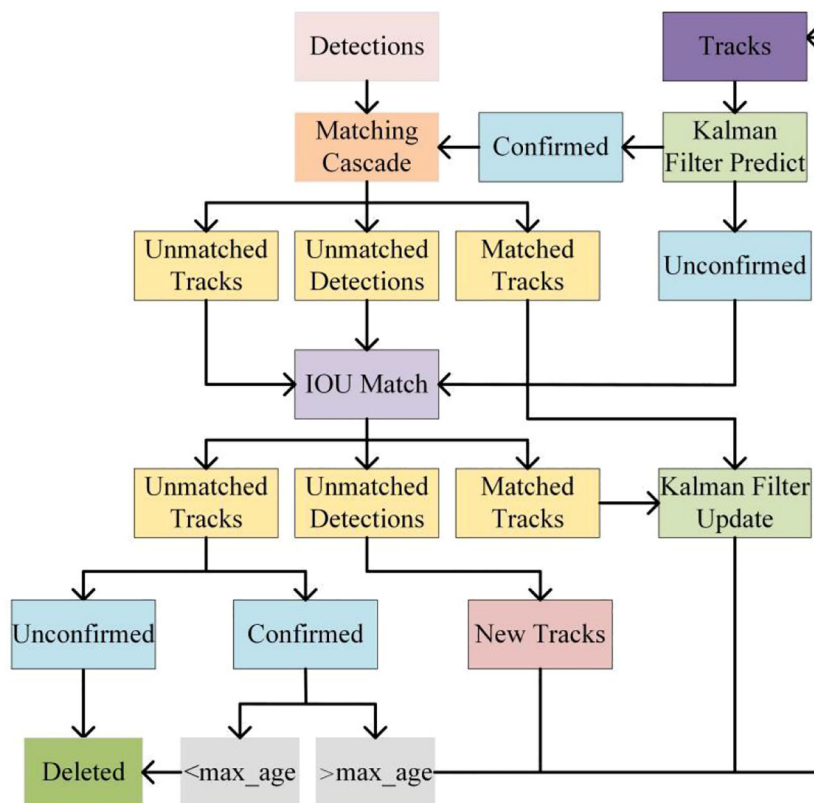 Detections
Tracks
Matching
Cascade
Confirmed
Kalman
Filter Predict
Unmatched
Tracks
Unmatched
Detections
Matched
Tracks
Unconfirmed
IOU Match
Unmatched
Tracks
Unmatched
Detections
Matched
Tracks
Kalman Filter
Update
Unconfirmed
Confirmed
New Tracks
Deleted
<max_age
>max_age